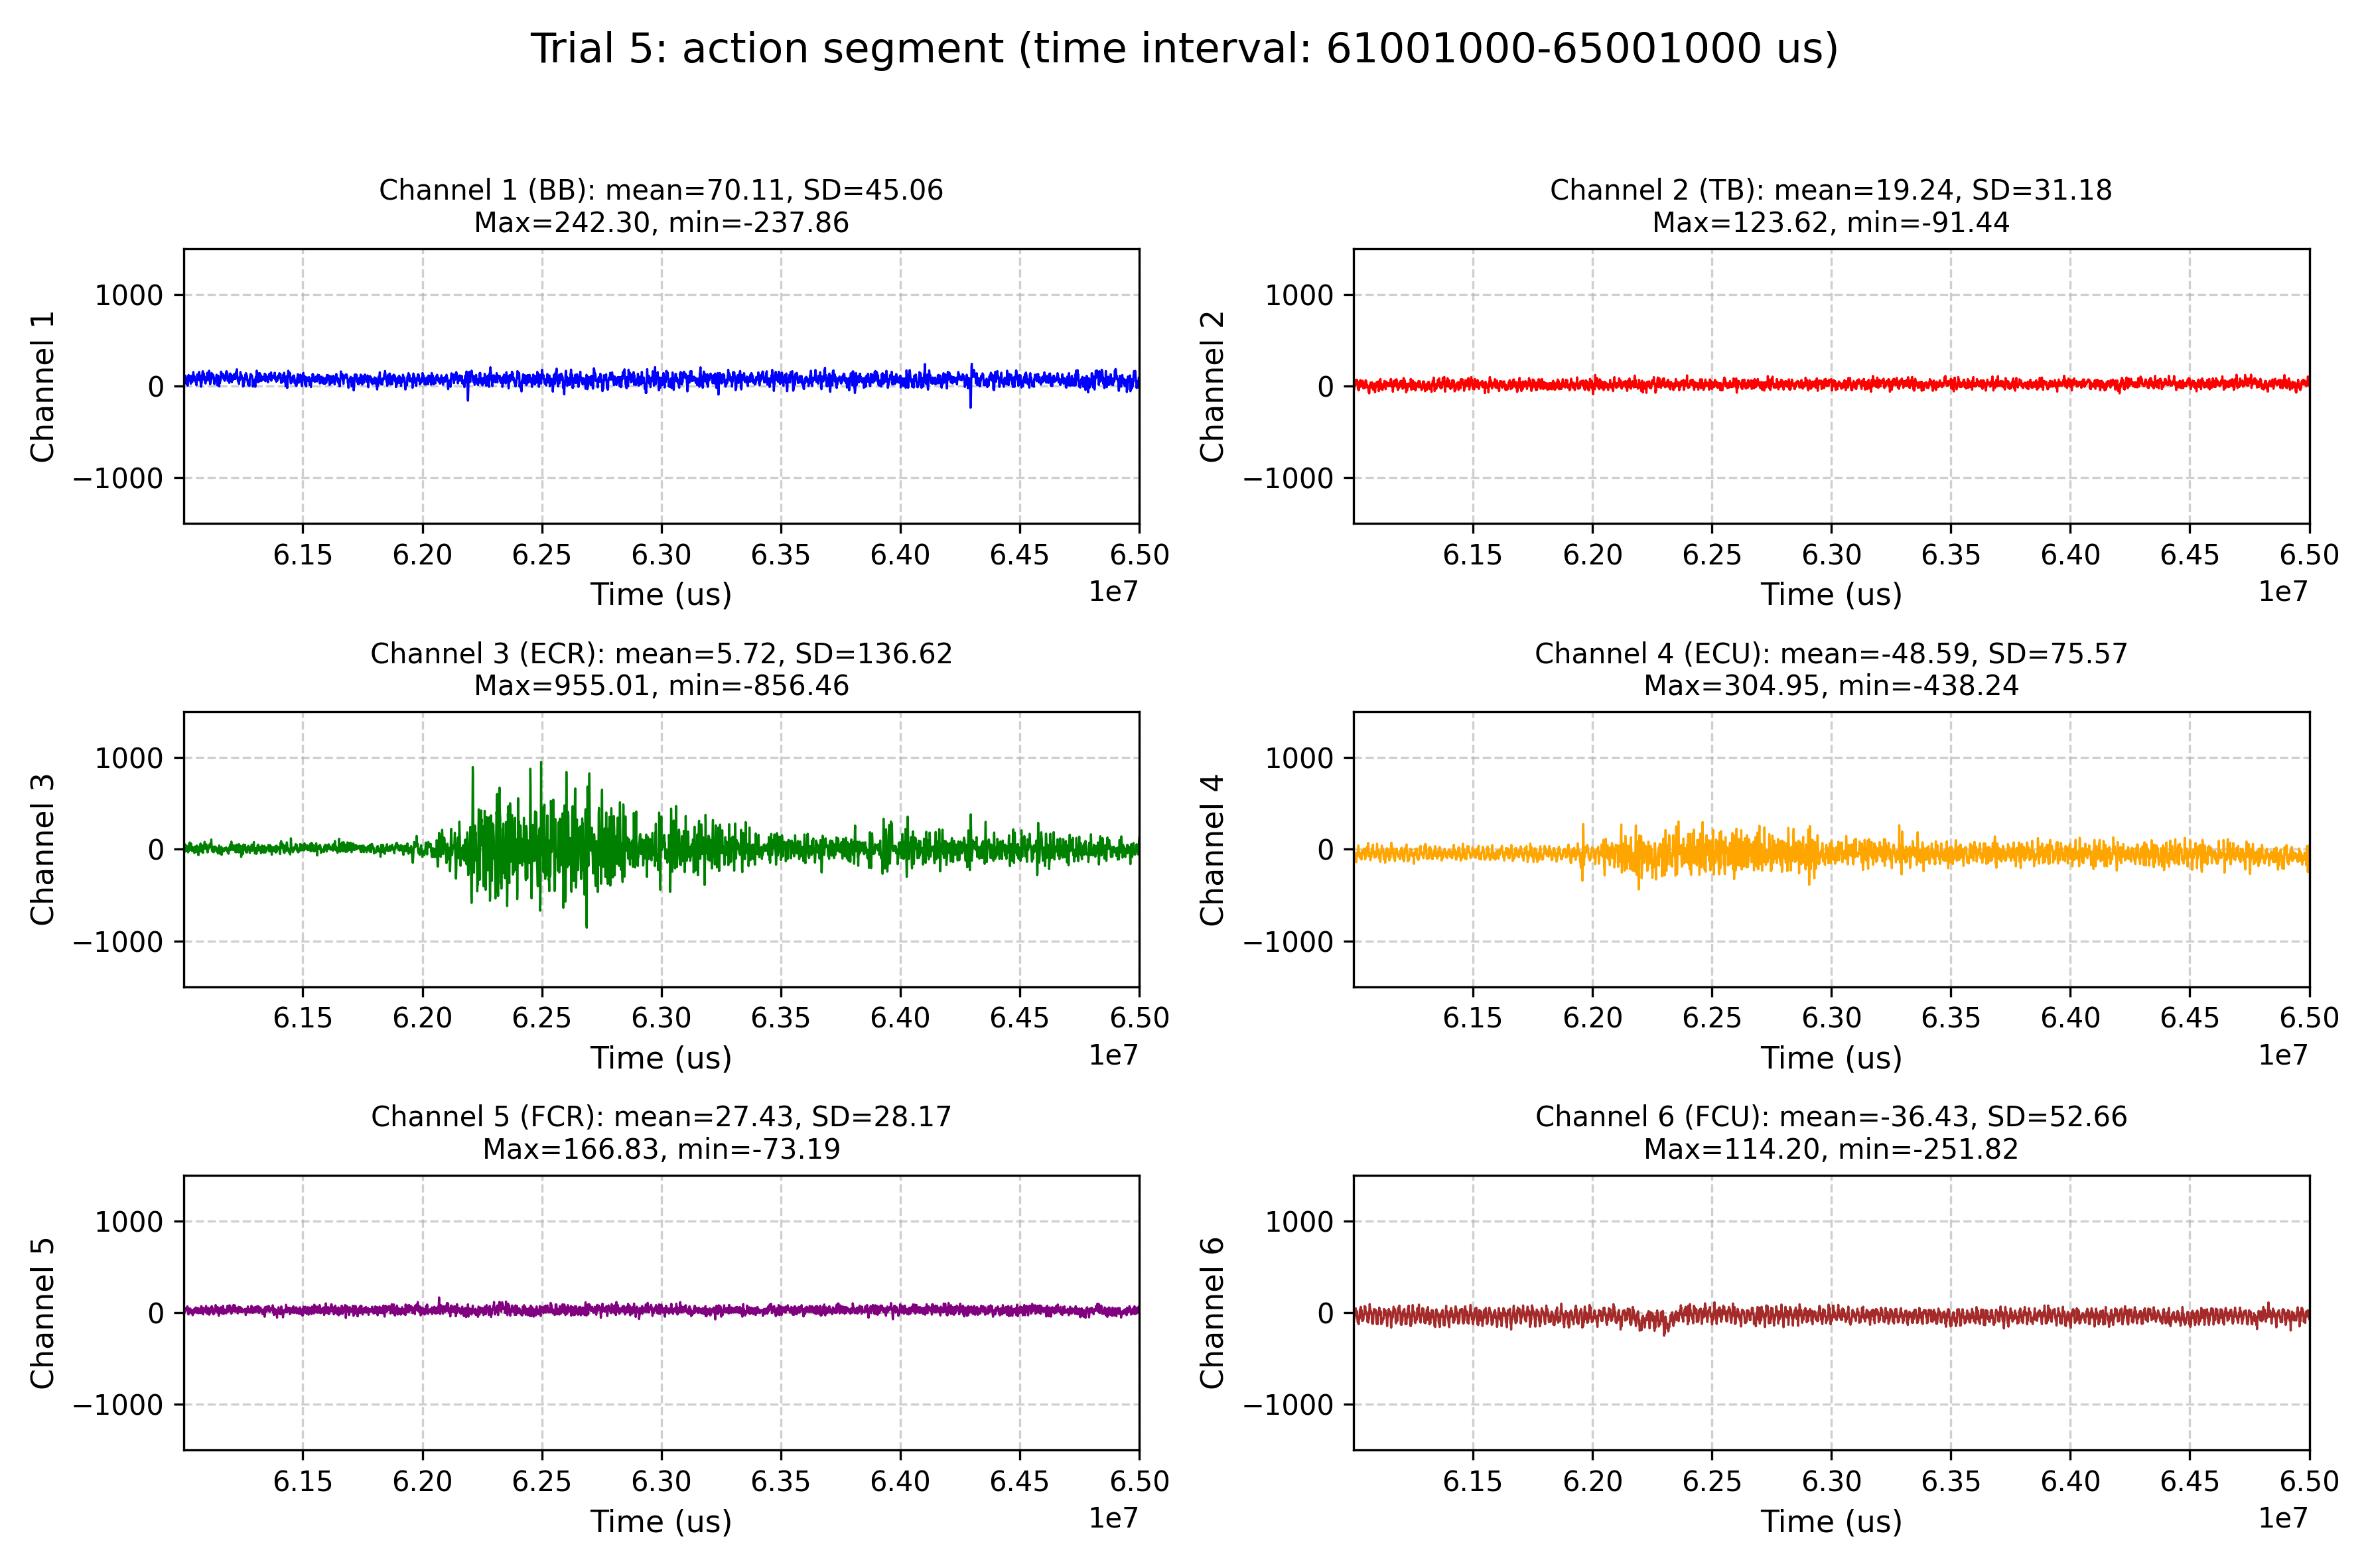 Trial 5: action segment (time interval: 61001000-65001000 us)
Channel 1 (BB): mean=70.11, SD=45.06
Max=242.30, min=-237.86
Channel 1
1000
0
−1000
6.15 6.20 6.25 6.30 6.35 6.40 6.45 6.50
Time (us)
1e7
Channel 2 (TB): mean=19.24, SD=31.18
Max=123.62, min=-91.44
Channel 2
1000
0
−1000
6.15 6.20 6.25 6.30 6.35 6.40 6.45 6.50
Time (us)
1e7
Channel 3 (ECR): mean=5.72, SD=136.62
Max=955.01, min=-856.46
Channel 3
1000
0
−1000
6.15 6.20 6.25 6.30 6.35 6.40 6.45 6.50
Time (us)
1e7
Channel 4 (ECU): mean=-48.59, SD=75.57
Max=304.95, min=-438.24
Channel 4
1000
0
−1000
6.15 6.20 6.25 6.30 6.35 6.40 6.45 6.50
Time (us)
1e7
Channel 5 (FCR): mean=27.43, SD=28.17
Max=166.83, min=-73.19
Channel 5
1000
0
−1000
6.15 6.20 6.25 6.30 6.35 6.40 6.45 6.50
Time (us)
1e7
Channel 6 (FCU): mean=-36.43, SD=52.66
Max=114.20, min=-251.82
Channel 6
1000
0
−1000
6.15 6.20 6.25 6.30 6.35 6.40 6.45 6.50
Time (us)
1e7